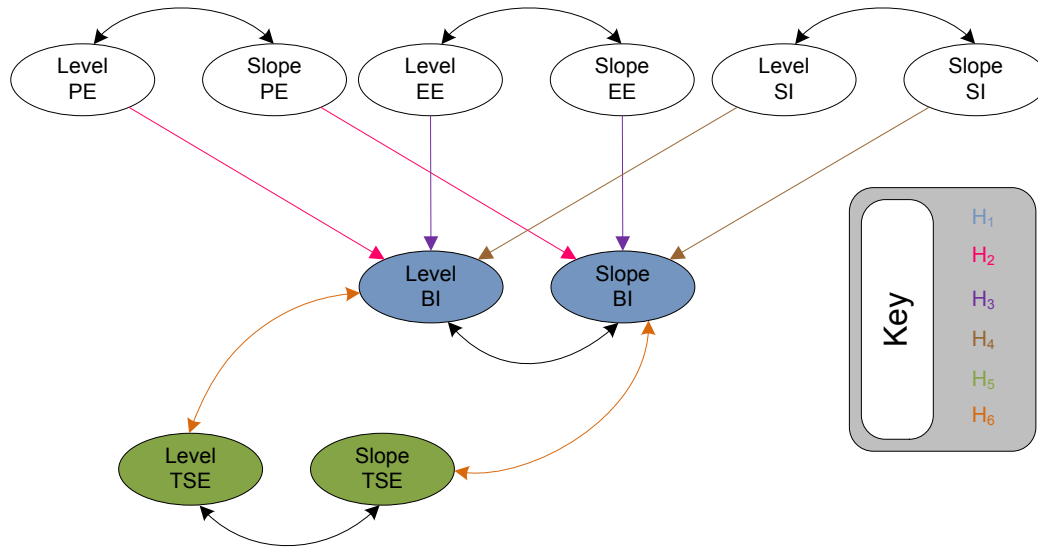 Level
PE
Slope
PE
Level
EE
Slope
EE
Level
SI
Slope
SI
Level
BI
Slope
BI
Level
TSE
Slope
TSE
Key
H₁
H₂
H₃
H₄
H₅
H₆